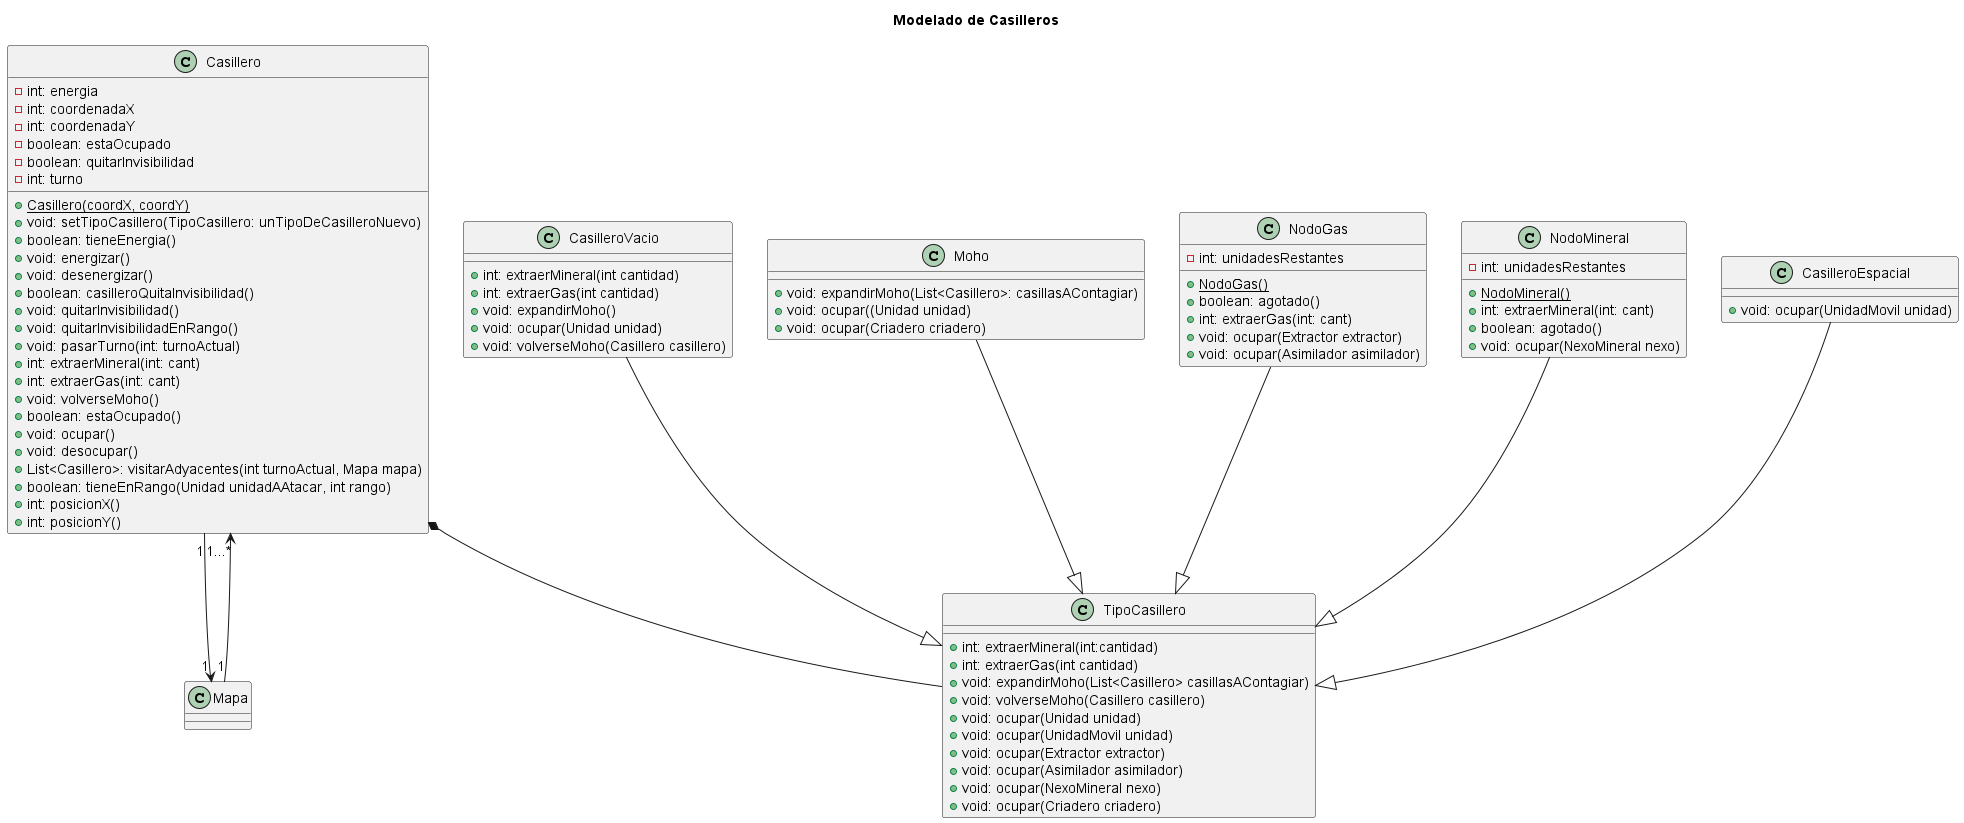 Modelado de Casilleros
C Casillero
int: energia
int: coordenadaX
int: coordenadaY
boolean: estaOcupado
boolean: quitarInvisibilidad
int: turno
Casillero(coordX, coordY)
void: setTipoCasillero(TipoCasillero: unTipoDeCasilleroNuevo)
boolean: tieneEnergia()
void: energizar()
void: desenergizar()
boolean: casilleroQuitaInvisibilidad()
void: quitarInvisibilidad()
void: quitarInvisibilidadEnRango()
void: pasarTurno(int: turnoActual)
int: extraerMineral(int: cant)
int: extraerGas(int: cant)
void: volverseMoho()
boolean: estaOcupado()
void: ocupar()
void: desocupar()
List<Casillero>: visitarAdyacentes(int turnoActual, Mapa mapa)
boolean: tieneEnRango(Unidad unidadAAtacar, int rango)
int: posicionX()
int: posicionY()
C CasilleroVacio
int: extraerMineral(int cantidad)
int: extraerGas(int cantidad)
void: expandirMoho()
void: ocupar(Unidad unidad)
void: volverseMoho(Casillero casillero)
C Moho
void: expandirMoho(List<Casillero>: casillasAContagiar)
void: ocupar((Unidad unidad)
void: ocupar(Criadero criadero)
C NodoGas
int: unidadesRestantes
NodoGas()
boolean: agotado()
int: extraerGas(int: cant)
void: ocupar(Extractor extractor)
void: ocupar(Asimilador asimilador)
C NodoMineral
int: unidadesRestantes
NodoMineral()
int: extraerMineral(int: cant)
boolean: agotado()
void: ocupar(NexoMineral nexo)
C CasilleroEspacial
void: ocupar(UnidadMovil unidad)
1 1...*
1 1
C Mapa
C TipoCasillero
int: extraerMineral(int:cantidad)
int: extraerGas(int cantidad)
void: expandirMoho(List<Casillero> casillasAContagiar)
void: volverseMoho(Casillero casillero)
void: ocupar(Unidad unidad)
void: ocupar(UnidadMovil unidad)
void: ocupar(Extractor extractor)
void: ocupar(Asimilador asimilador)
void: ocupar(NexoMineral nexo)
void: ocupar(Criadero criadero)